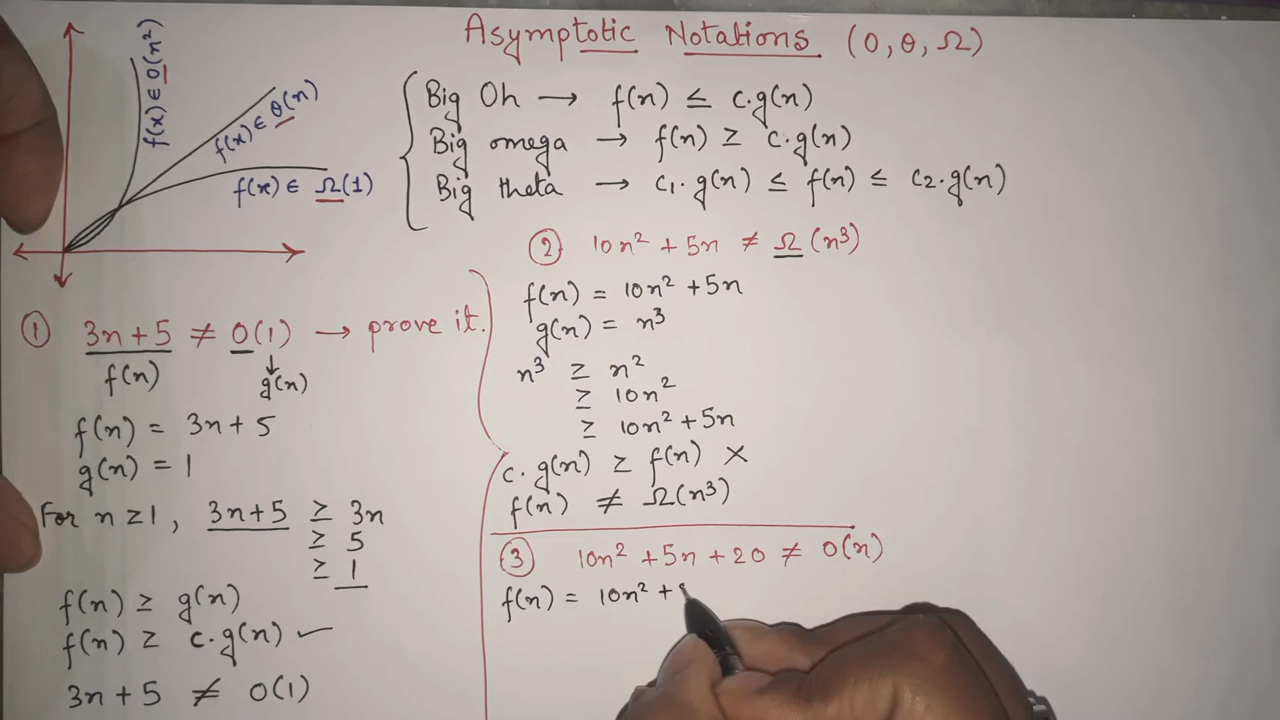 Asymptotic Notations (O, θ, Ω)
f(x) ∈ O(n²)
f(x) ∈ θ(n)
f(x) ∈ Ω(1)
Big Oh → f(n) ≤ c.g(n)
Big omega → f(n) ≥ c.g(n)
Big theta → c₁.g(n) ≤ f(n) ≤ c₂.g(n)
① 3n+5 ≠ O(1) → prove it.
f(n) g(n)
f(n) = 3n+5
g(n) = 1
For n≥1, 3n+5 ≥ 3n
≥ 5
≥ 1
f(n) ≥ g(n)
f(n) ≥ c.g(n) ✓
3n+5 ≠ O(1)
② 10n² + 5n ≠ Ω(n³)
f(n) = 10n² + 5n
g(n) = n³
n³ ≥ n²
≥ 10n²
≥ 10n² + 5n
c.g(n) ≥ f(n) ×
f(n) ≠ Ω(n³)
③ 10n² + 5n + 20 ≠ O(n)
f(n) = 10n² +